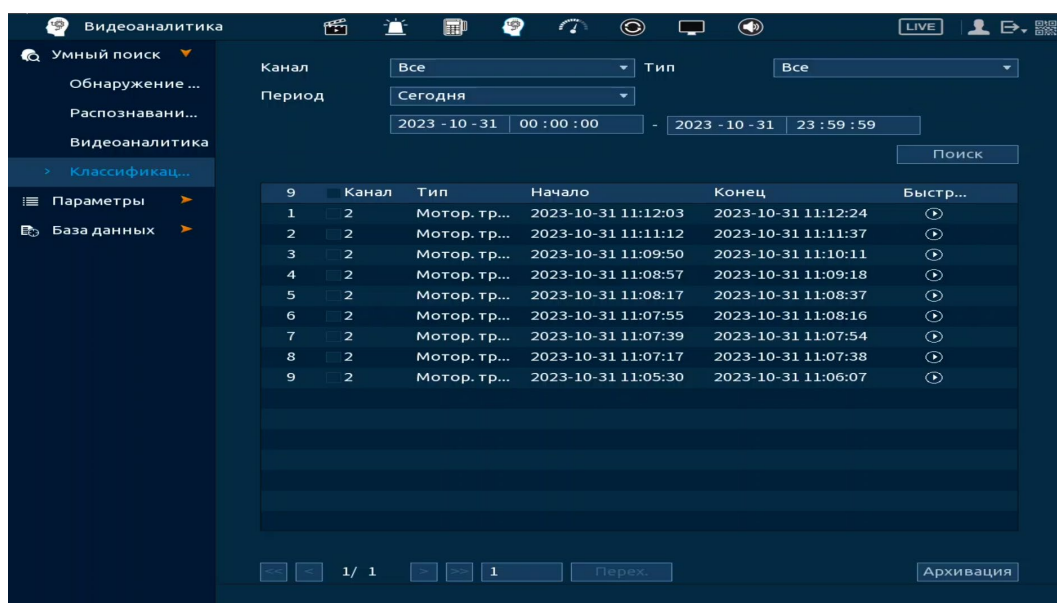 Видеоаналитика LIVE
Умный поиск
Обнаружение ...
Распознавани...
Видеоаналитика
> Классификац...
Параметры
База данных
Канал Все Тип Все
Период Сегодня
2023 - 10 - 31 00 : 00 : 00 - 2023 - 10 - 31 23 : 59 : 59
Поиск
9 Канал Тип Начало Конец Быстр...
1 2 Мотор. тр... 2023-10-31 11:12:03 2023-10-31 11:12:24
2 2 Мотор. тр... 2023-10-31 11:11:12 2023-10-31 11:11:37
3 2 Мотор. тр... 2023-10-31 11:09:50 2023-10-31 11:10:11
4 2 Мотор. тр... 2023-10-31 11:08:57 2023-10-31 11:09:18
5 2 Мотор. тр... 2023-10-31 11:08:17 2023-10-31 11:08:37
6 2 Мотор. тр... 2023-10-31 11:07:55 2023-10-31 11:08:16
7 2 Мотор. тр... 2023-10-31 11:07:39 2023-10-31 11:07:54
8 2 Мотор. тр... 2023-10-31 11:07:17 2023-10-31 11:07:38
9 2 Мотор. тр... 2023-10-31 11:05:30 2023-10-31 11:06:07
<< < 1/ 1 > >> 1 Перех. Архивация